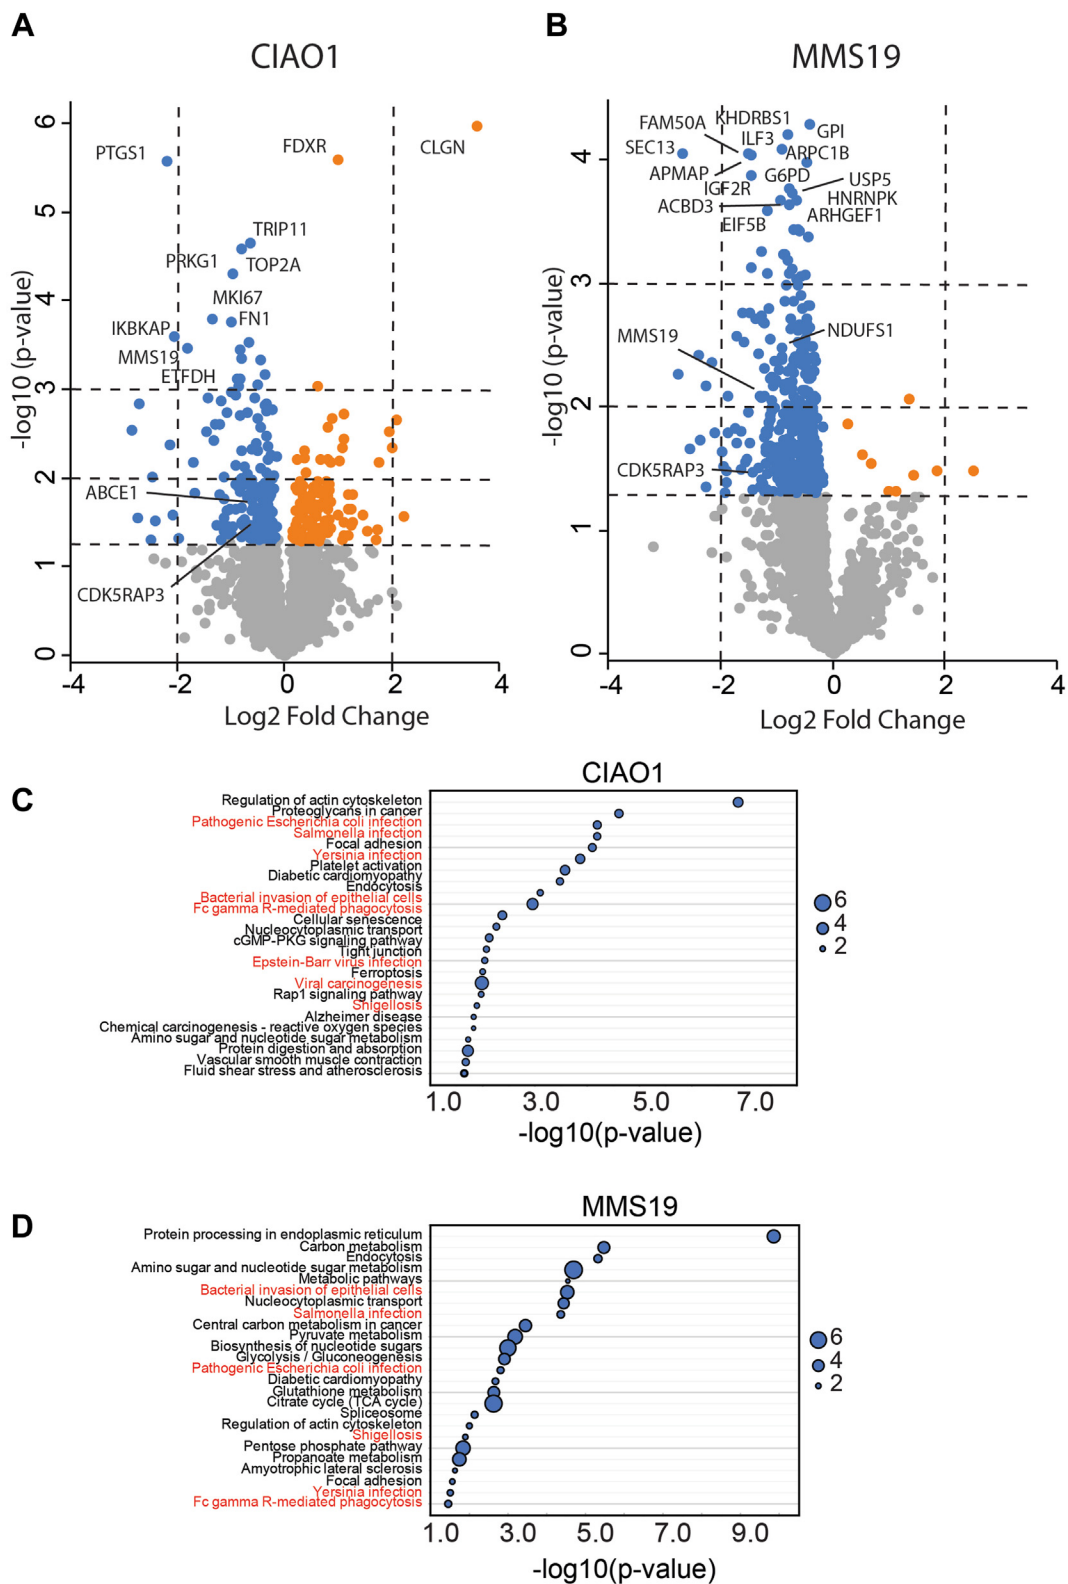 A
B
CIAO1
MMS19
6
5
4
3
2
1
0
-log10 (p-value)
PTGS1
FDXR
CLGN
TRIP11
PRKG1
TOP2A
MKI67
IKBKAP
FN1
MMS19
ETFDH
ABCE1
CDK5RAP3
-4
-2
0
2
4
Log2 Fold Change
4
3
2
1
0
-log10 (p-value)
FAM50A
KHDRBS1
ILF3
GPI
SEC13
ARPC1B
APMAP
G6PD
USP5
IGF2R
HNRNPK
ACBD3
ARHGEF1
EIF5B
MMS19
NDUFS1
CDK5RAP3
-4
-2
0
2
4
Log2 Fold Change
C
CIAO1
Regulation of actin cytoskeleton
Proteoglycans in cancer
Pathogenic Escherichia coli infection
Salmonella infection
Focal adhesion
Yersinia infection
Platelet activation
Diabetic cardiomyopathy
Endocytosis
Bacterial invasion of epithelial cells
Fc gamma R-mediated phagocytosis
Cellular senescence
Nucleocytoplasmic transport
cGMP-PKG signaling pathway
Tight junction
Epstein-Barr virus infection
Ferroptosis
Viral carcinogenesis
Rap1 signaling pathway
Shigellosis
Alzheimer disease
Chemical carcinogenesis - reactive oxygen species
Amino sugar and nucleotide sugar metabolism
Protein digestion and absorption
Vascular smooth muscle contraction
Fluid shear stress and atherosclerosis
6
4
2
1.0 3.0 5.0 7.0
-log10(p-value)
D
MMS19
Protein processing in endoplasmic reticulum
Carbon metabolism
Endocytosis
Amino sugar and nucleotide sugar metabolism
Metabolic pathways
Bacterial invasion of epithelial cells
Nucleocytoplasmic transport
Salmonella infection
Central carbon metabolism in cancer
Pyruvate metabolism
Biosynthesis of nucleotide sugars
Glycolysis / Gluconeogenesis
Pathogenic Escherichia coli infection
Diabetic cardiomyopathy
Glutathione metabolism
Citrate cycle (TCA cycle)
Spliceosome
Regulation of actin cytoskeleton
Shigellosis
Pentose phosphate pathway
Propanoate metabolism
Amyotrophic lateral sclerosis
Focal adhesion
Yersinia infection
Fc gamma R-mediated phagocytosis
6
4
2
1.0 3.0 5.0 7.0 9.0
-log10(p-value)